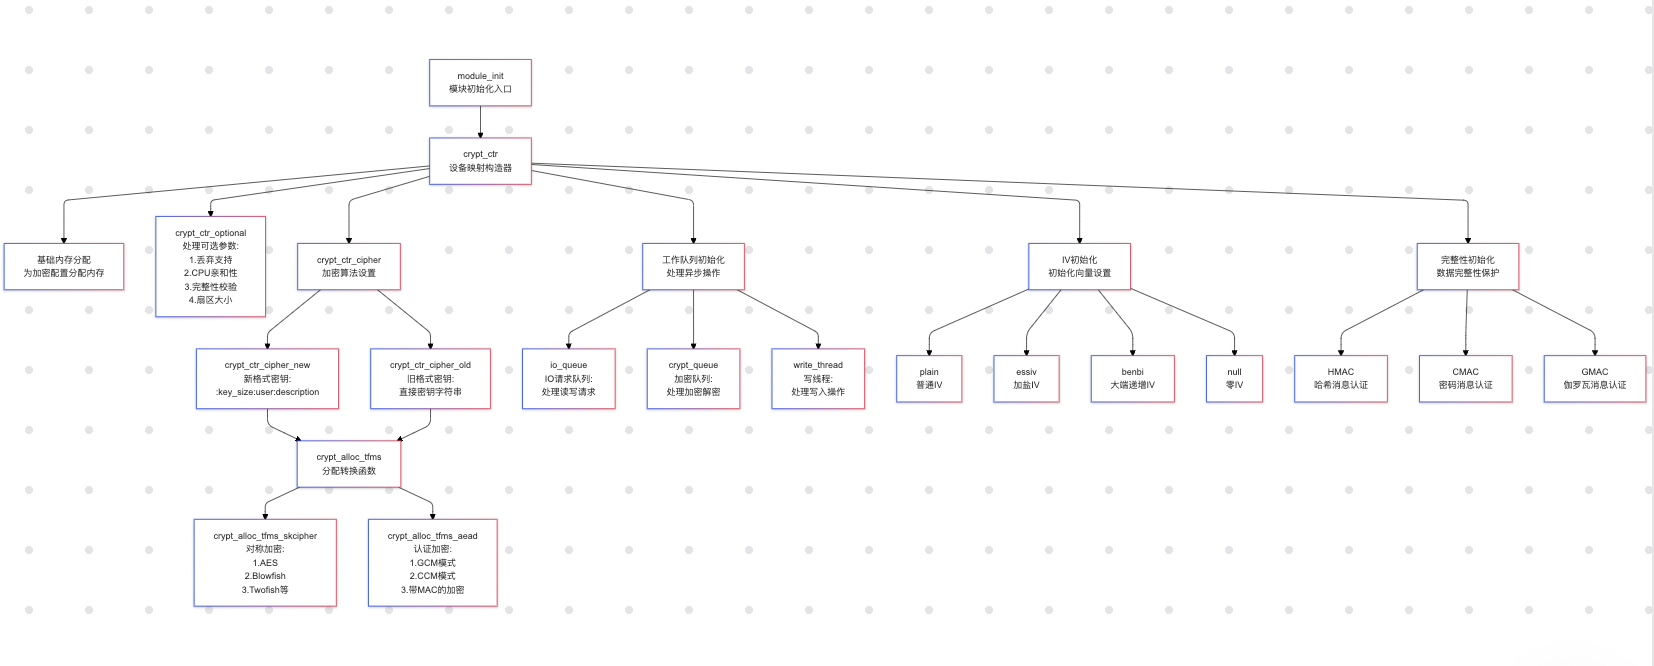 module_init
模块初始化入口
crypt_ctr
设备映射构造器
基础内存分配
为加密配置分配内存
crypt_ctr_optional
处理可选参数:
1.丢弃支持
2.CPU亲和性
3.完整性校验
4.扇区大小
crypt_ctr_cipher
加密算法设置
工作队列初始化
处理异步操作
IV初始化
初始化向量设置
完整性初始化
数据完整性保护
crypt_ctr_cipher_new
新格式密钥:
:key_size:user:description
crypt_ctr_cipher_old
旧格式密钥:
直接密钥字符串
io_queue
IO请求队列:
处理读写请求
crypt_queue
加密队列:
处理加密解密
write_thread
写线程:
处理写入操作
plain
普通IV
essiv
加盐IV
benbi
大端递增IV
null
零IV
HMAC
哈希消息认证
CMAC
密码消息认证
GMAC
伽罗瓦消息认证
crypt_alloc_tfms
分配转换函数
crypt_alloc_tfms_skcipher
对称加密:
1.AES
2.Blowfish
3.Twofish等
crypt_alloc_tfms_aead
认证加密:
1.GCM模式
2.CCM模式
3.带MAC的加密